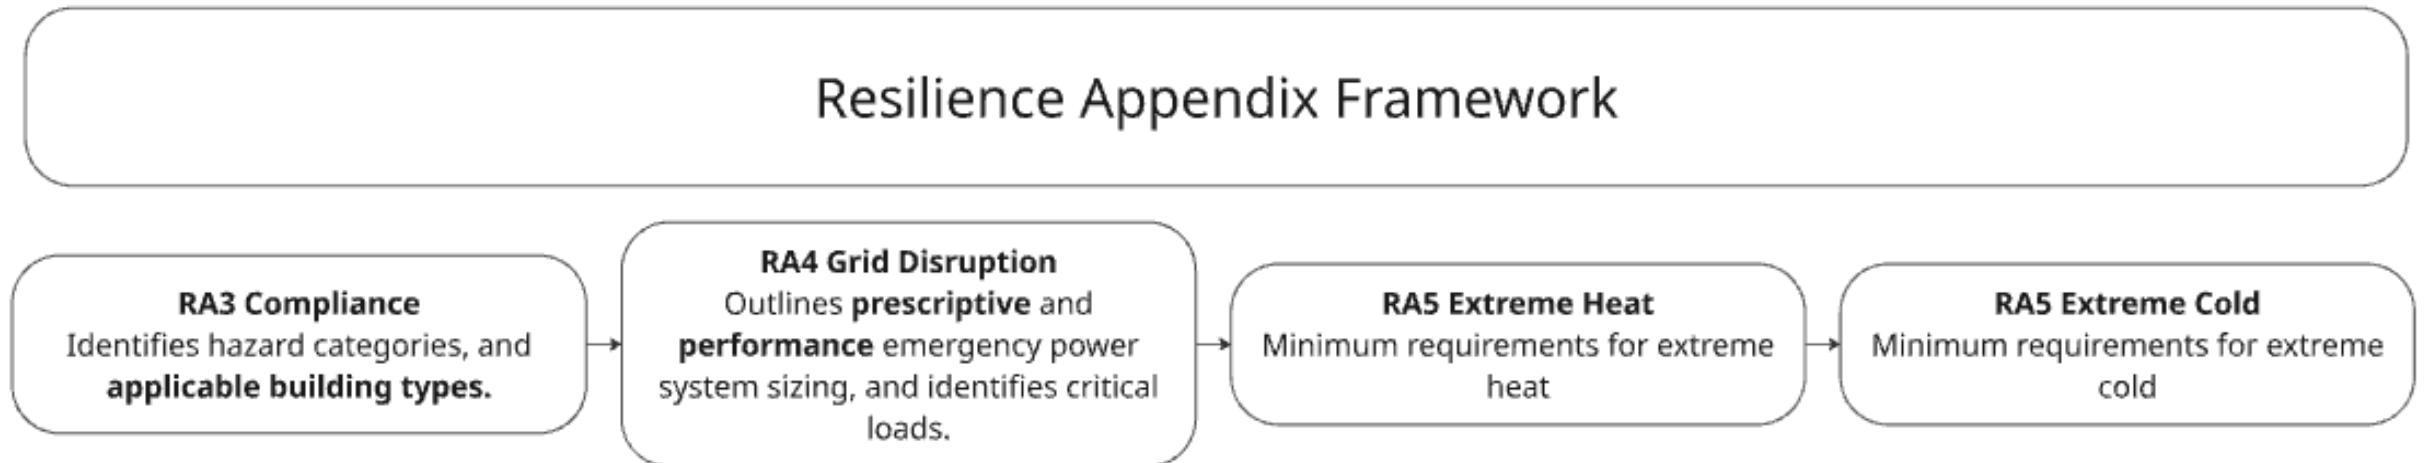 Resilience Appendix Framework
RA3 Compliance
Identifies hazard categories, and
applicable building types.
RA4 Grid Disruption
Outlines prescriptive and
performance emergency power
system sizing, and identifies critical
loads.
RA5 Extreme Heat
Minimum requirements for extreme
heat
RA5 Extreme Cold
Minimum requirements for extreme
cold